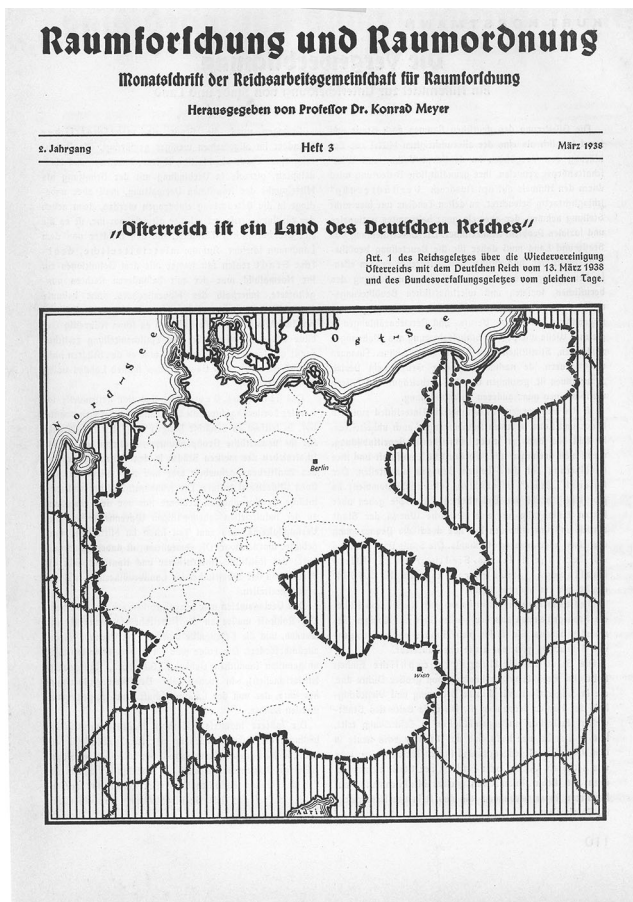 Raumforschung und Raumordnung
Monatsschrift der Reichsarbeitsgemeinschaft für Raumforschung
Herausgegeben von Professor Dr. Konrad Meyer
2. Jahrgang Heft 3 März 1938
„Österreich ist ein Land des Deutschen Reiches“
Art. 1 des Reichsgesetzes über die Wiedervereinigung
Österreichs mit dem Deutschen Reich vom 13. März 1938
und des Bundesverfassungsgesetzes vom gleichen Tage.
Nord-See
Ost-See
Berlin
Wien
Adria
110